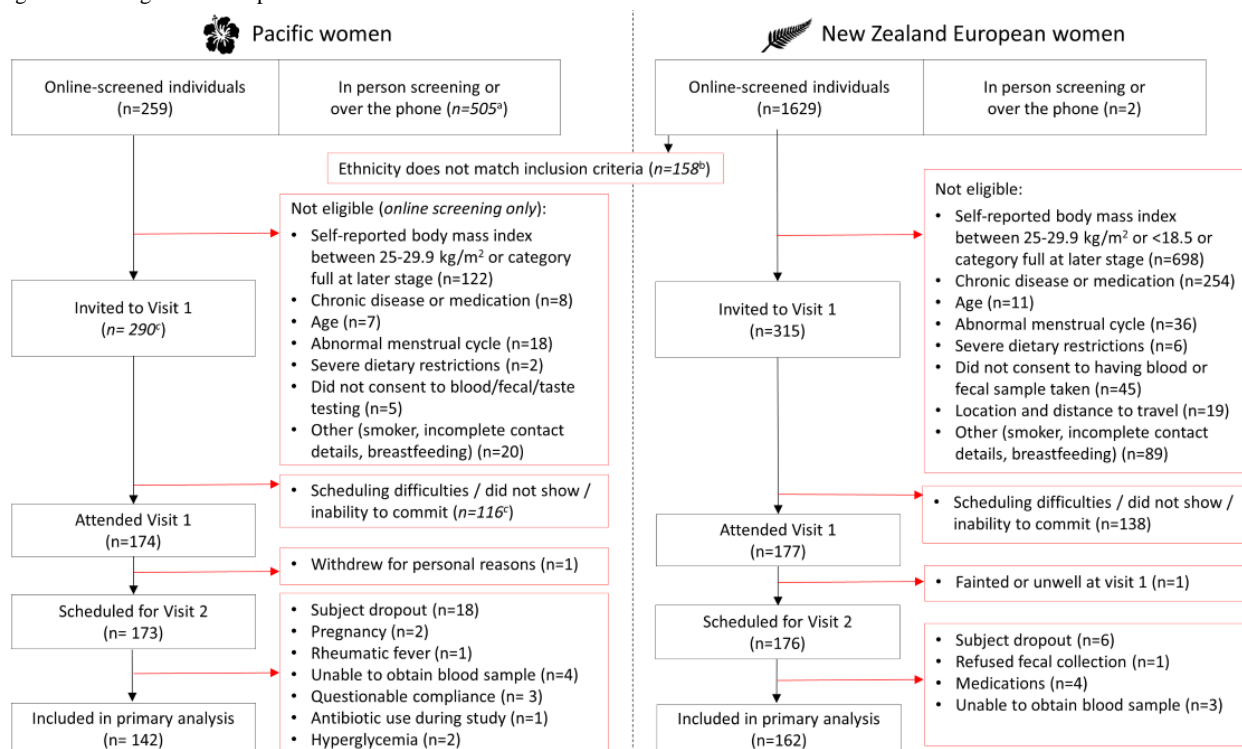 Pacific women
Online-screened individuals
(n=259)
In person screening or
over the phone (n=505ᵃ)
Ethnicity does not match inclusion criteria (n=158ᵇ)
Not eligible (online screening only):
• Self-reported body mass index
between 25-29.9 kg/m² or category
full at later stage (n=122)
• Chronic disease or medication (n=8)
• Age (n=7)
• Abnormal menstrual cycle (n=18)
• Severe dietary restrictions (n=2)
• Did not consent to blood/fecal/taste
testing (n=5)
• Other (smoker, incomplete contact
details, breastfeeding) (n=20)
Invited to Visit 1
(n= 290ᶜ)
• Scheduling difficulties / did not show /
inability to commit (n=116ᶜ)
Attended Visit 1
(n=174)
• Withdrew for personal reasons (n=1)
Scheduled for Visit 2
(n= 173)
• Subject dropout (n=18)
• Pregnancy (n=2)
• Rheumatic fever (n=1)
• Unable to obtain blood sample (n=4)
• Questionable compliance (n= 3)
• Antibiotic use during study (n=1)
• Hyperglycemia (n=2)
Included in primary analysis
(n= 142)
New Zealand European women
Online-screened individuals
(n=1629)
In person screening or
over the phone (n=2)
Not eligible:
• Self-reported body mass index
between 25-29.9 kg/m² or <18.5 or
category full at later stage (n=698)
• Chronic disease or medication (n=254)
• Age (n=11)
• Abnormal menstrual cycle (n=36)
• Severe dietary restrictions (n=6)
• Did not consent to having blood or
fecal sample taken (n=45)
• Location and distance to travel (n=19)
• Other (smoker, incomplete contact
details, breastfeeding) (n=89)
Invited to Visit 1
(n=315)
• Scheduling difficulties / did not show /
inability to commit (n=138)
Attended Visit 1
(n=177)
• Fainted or unwell at visit 1 (n=1)
Scheduled for Visit 2
(n=176)
• Subject dropout (n=6)
• Refused fecal collection (n=1)
• Medications (n=4)
• Unable to obtain blood sample (n=3)
Included in primary analysis
(n=162)